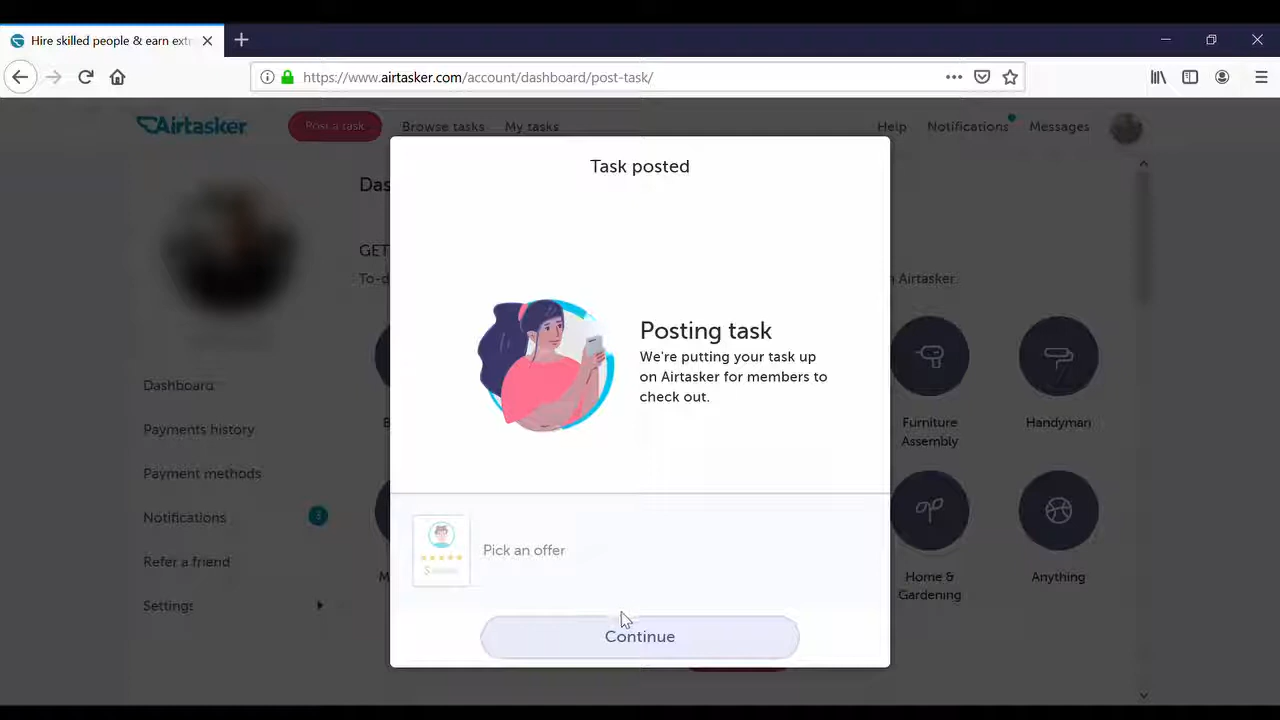 Hire skilled people & earn extr
https://www.airtasker.com/account/dashboard/post-task/
Airtasker
Post a task
Browse tasks
My tasks
Help
Notifications
Messages
Task posted
Das
GET
To-d
n Airtasker.
Posting task
We're putting your task up
on Airtasker for members to
check out.
Dashboard
Payments history
Payment methods
Notifications
3
Refer a friend
Settings
B
M
Furniture
Assembly
Handyman
Home &
Gardening
Anything
Pick an offer
Continue